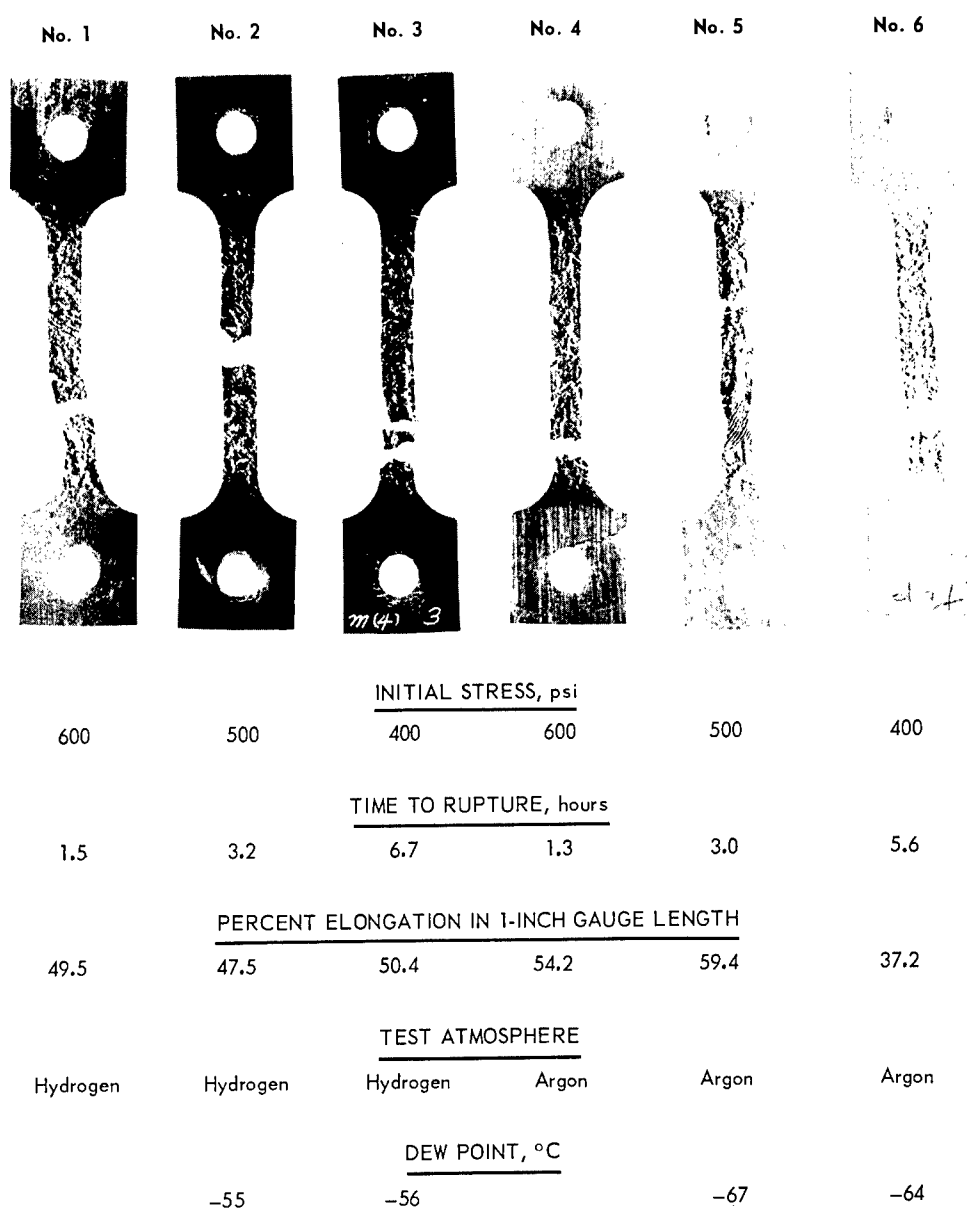 No. 1 No. 2 No. 3 No. 4 No. 5 No. 6
m(4) 3
INITIAL STRESS, psi
600 500 400 600 500 400
TIME TO RUPTURE, hours
1.5 3.2 6.7 1.3 3.0 5.6
PERCENT ELONGATION IN 1-INCH GAUGE LENGTH
49.5 47.5 50.4 54.2 59.4 37.2
TEST ATMOSPHERE
Hydrogen Hydrogen Hydrogen Argon Argon Argon
DEW POINT, °C
−55 −56 −67 −64